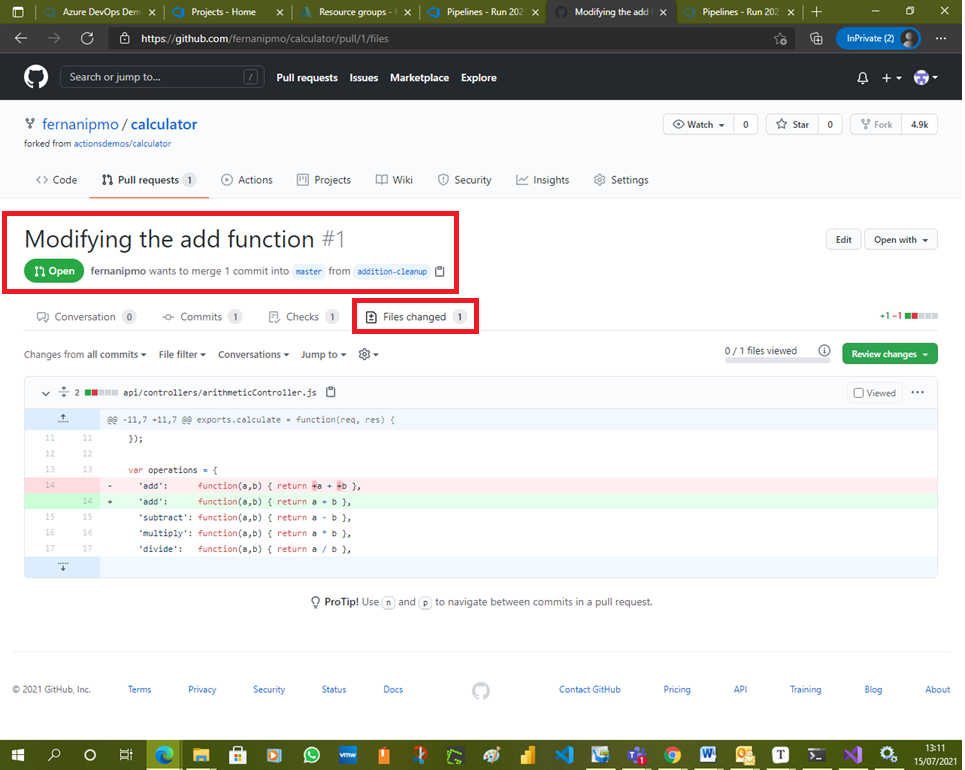 Azure DevOps Dem
Projects - Home
Resource groups -
Pipelines - Run 202
Modifying the add f
Pipelines - Run 202
https://github.com/fernanipmo/calculator/pull/1/files
InPrivate (2)
Search or jump to...
/
Pull requests
Issues
Marketplace
Explore
fernanipmo / calculator
forked from actionsdemos/calculator
Watch
0
Star
0
Fork
4.9k
Code
Pull requests 1
Actions
Projects
Wiki
Security
Insights
Settings
Modifying the add function #1
Edit
Open with
Open
fernanipmo wants to merge 1 commit into master from addition-cleanup
Conversation 0
Commits 1
Checks 1
Files changed 1
+1 −1
Changes from all commits
File filter
Conversations
Jump to
0 / 1 files viewed
Review changes
2
api/controllers/arithmeticController.js
Viewed
@@ -11,7 +11,7 @@ exports.calculate = function(req, res) {
11 11 });
12 12
13 13 var operations = {
14 - 'add': function(a,b) { return +a + +b },
14 + 'add': function(a,b) { return a + b },
15 15 'subtract': function(a,b) { return a - b },
16 16 'multiply': function(a,b) { return a * b },
17 17 'divide': function(a,b) { return a / b },
ProTip! Use n and p to navigate between commits in a pull request.
© 2021 GitHub, Inc.
Terms
Privacy
Security
Status
Docs
Contact GitHub
Pricing
API
Training
Blog
About
vmw
1
T
13:11
15/07/2021